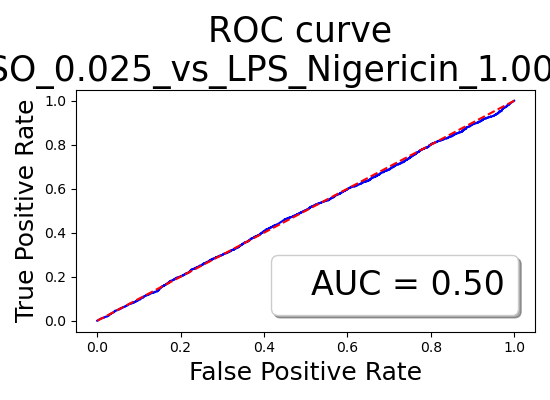 ROC curve
SO_0.025_vs_LPS_Nigericin_1.00
True Positive Rate
1.0
0.8
0.6
0.4
0.2
0.0
AUC = 0.50
0.0 0.2 0.4 0.6 0.8 1.0
False Positive Rate